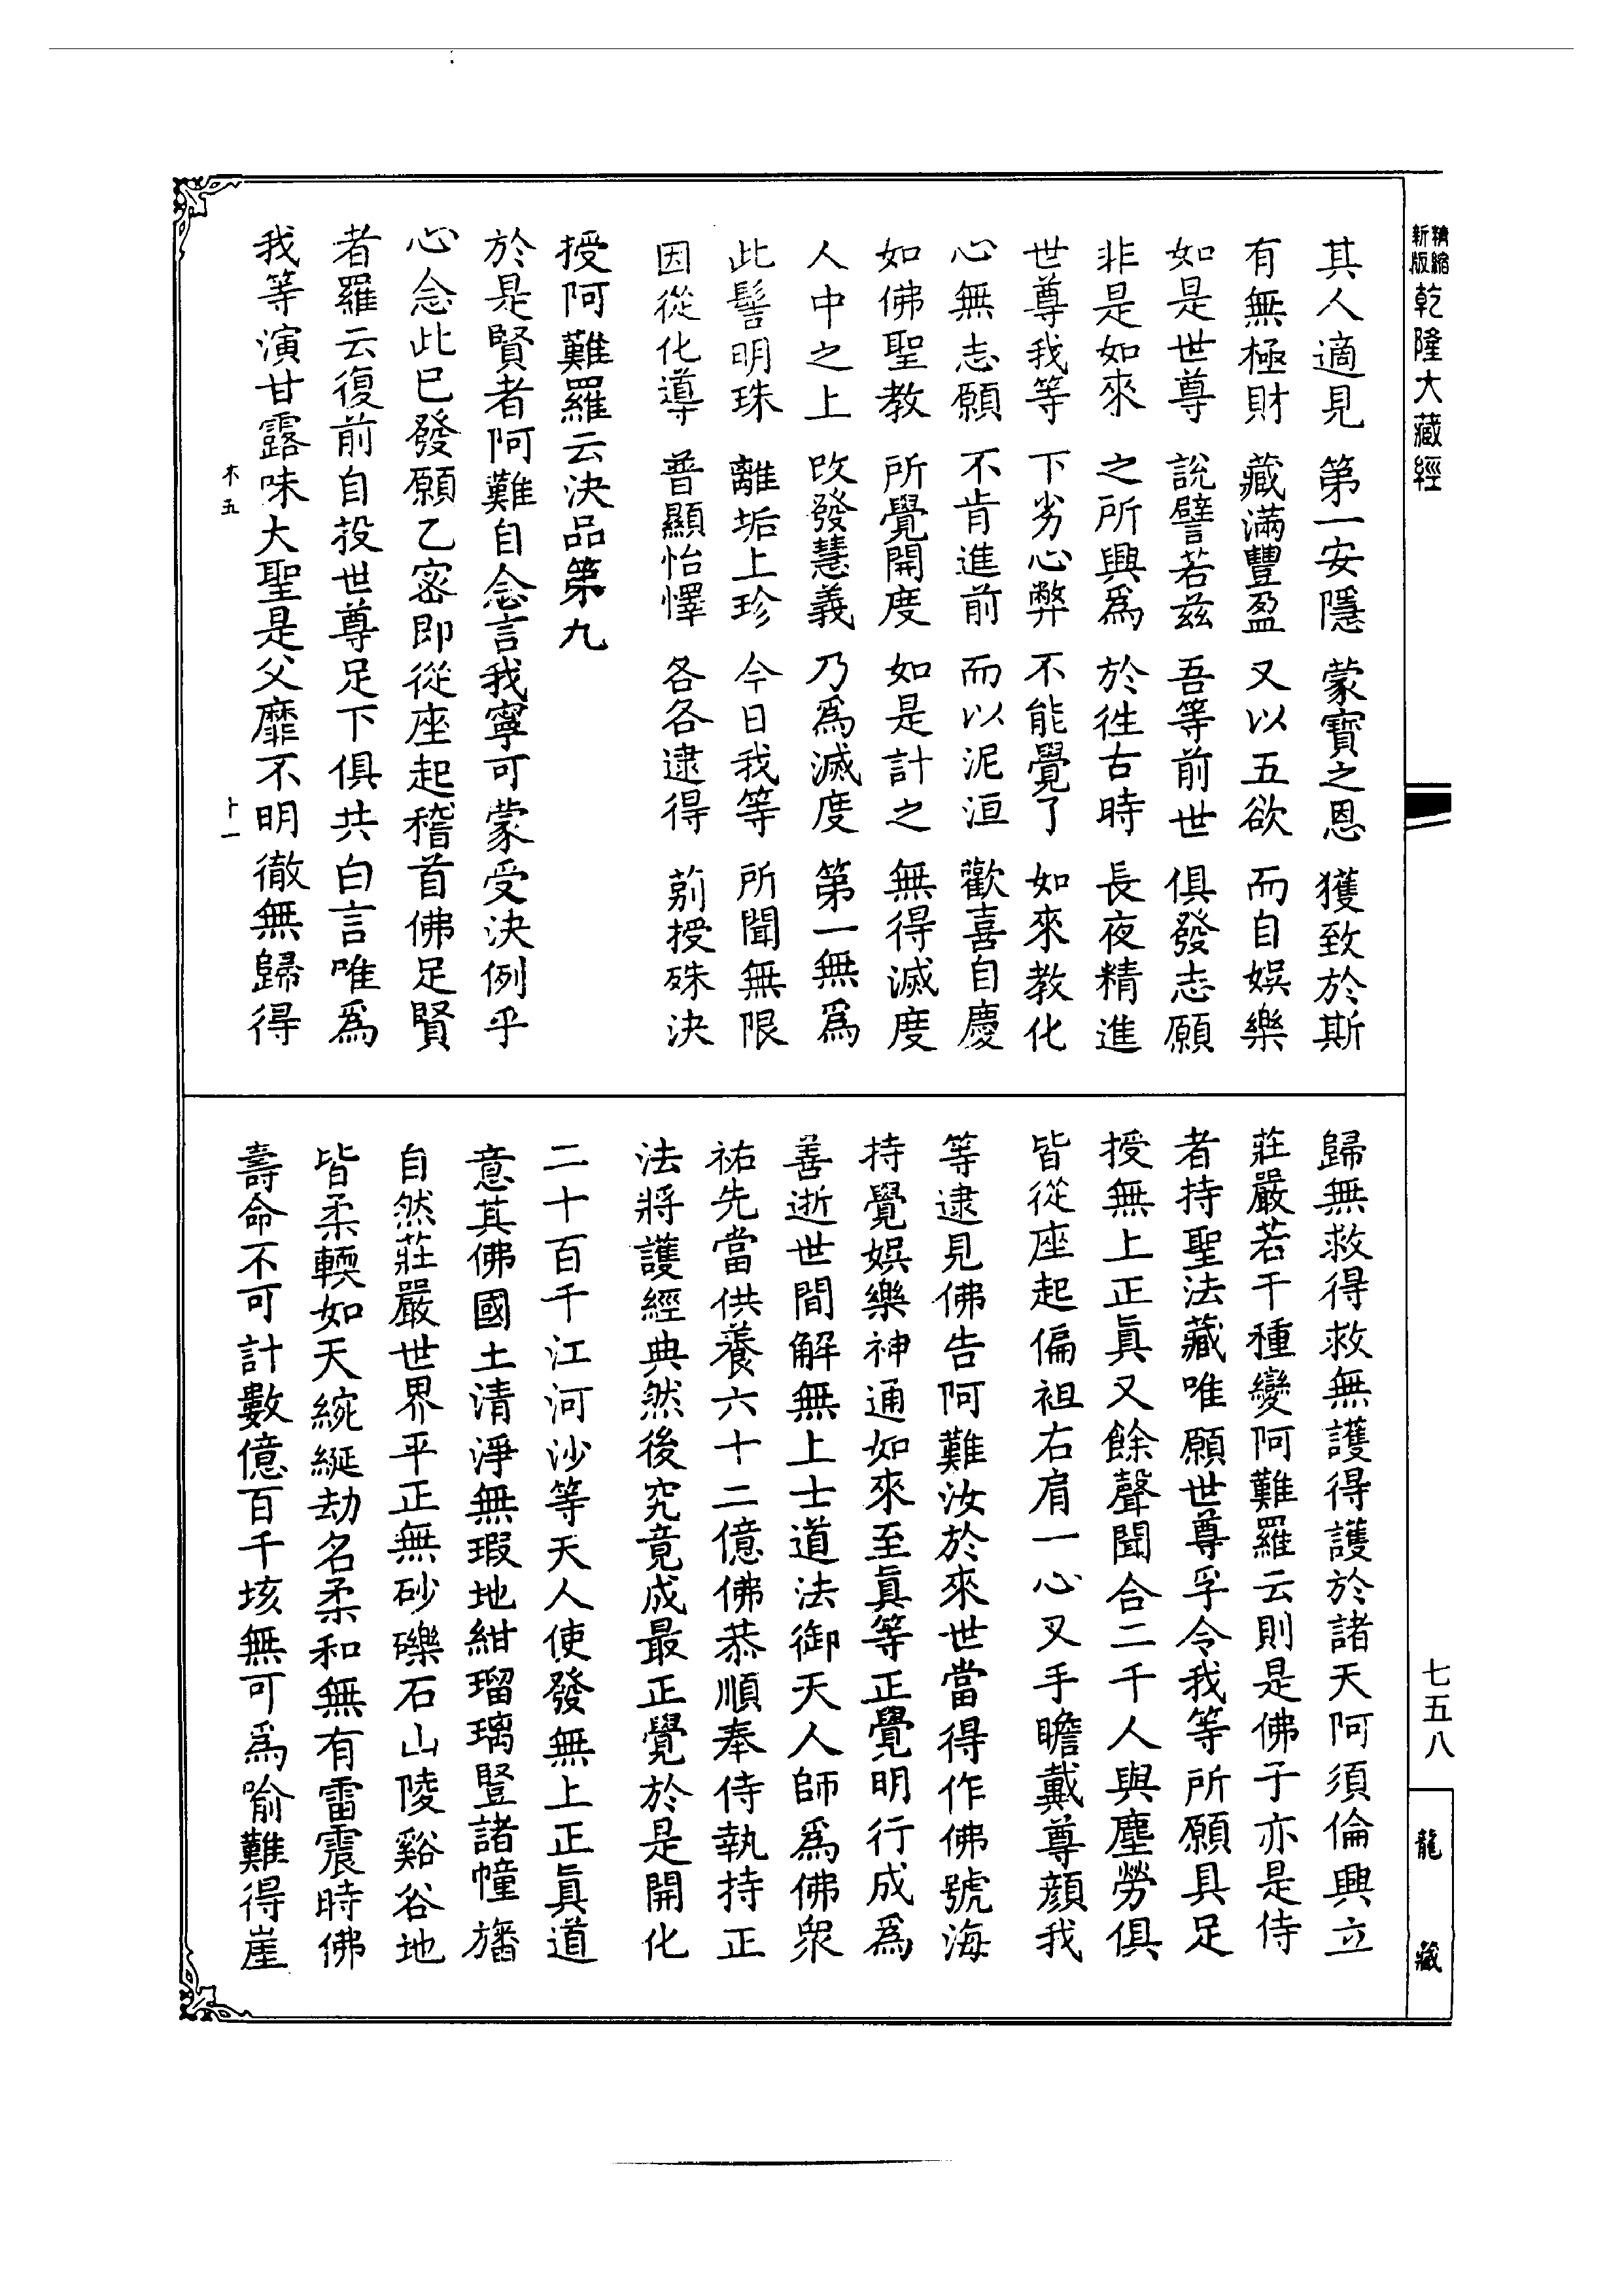 精縮新版乾隆大藏經
七五八
龍藏
其人適見 第一安隱 蒙寶之恩 獲致於斯
有無極財 藏滿豐盈 又以五欲 而自娛樂
如是世尊 說譬若茲 吾等前世 俱發志願
非是如來 之所興爲 於徃古時 長夜精進
世尊我等 下劣心弊 不能覺了 如來教化
心無志願 不肯進前 而以泥洹 歡喜自慶
如佛聖教 所覺開度 如是計之 無得滅度
人中之上 攺發慧義 乃爲滅度 第一無爲
此髻明珠 離垢上珍 今日我等 所聞無限
因從化導 普顯怡懌 各各逮得 莂授殊決
授阿難羅云決品第九
於是賢者阿難自念言我寧可蒙受決例乎
心念此已發願乙密即從座起稽首佛足賢
者羅云復前自投世尊足下俱共白言唯爲
我等演甘露味大聖是父靡不明徹無歸得
木五
十一
歸無救得救無護得護於諸天阿須倫興立
莊嚴若干種變阿難羅云則是佛子亦是侍
者持聖法藏唯願世尊孚令我等所願具足
授無上正眞又餘聲聞合二千人與塵勞俱
皆從座起偏袒右肩一心叉手瞻戴尊顔我
等逮見佛告阿難汝於來世當得作佛號海
持覺娛樂神通如來至眞等正覺明行成爲
善逝世間解無上士道法御天人師爲佛眾
祐先當供養六十二億佛恭順奉侍執持正
法將護經典然後究竟成最正覺於是開化
二十百千江河沙等天人使發無上正眞道
意其佛國土清淨無瑕地紺瑠璃豎諸幢旛
自然莊嚴世界平正無砂礫石山陵谿谷地
皆柔輭如天綩綖劫名柔和無有雷震時佛
壽命不可計數億百千垓無可爲喻難得崖